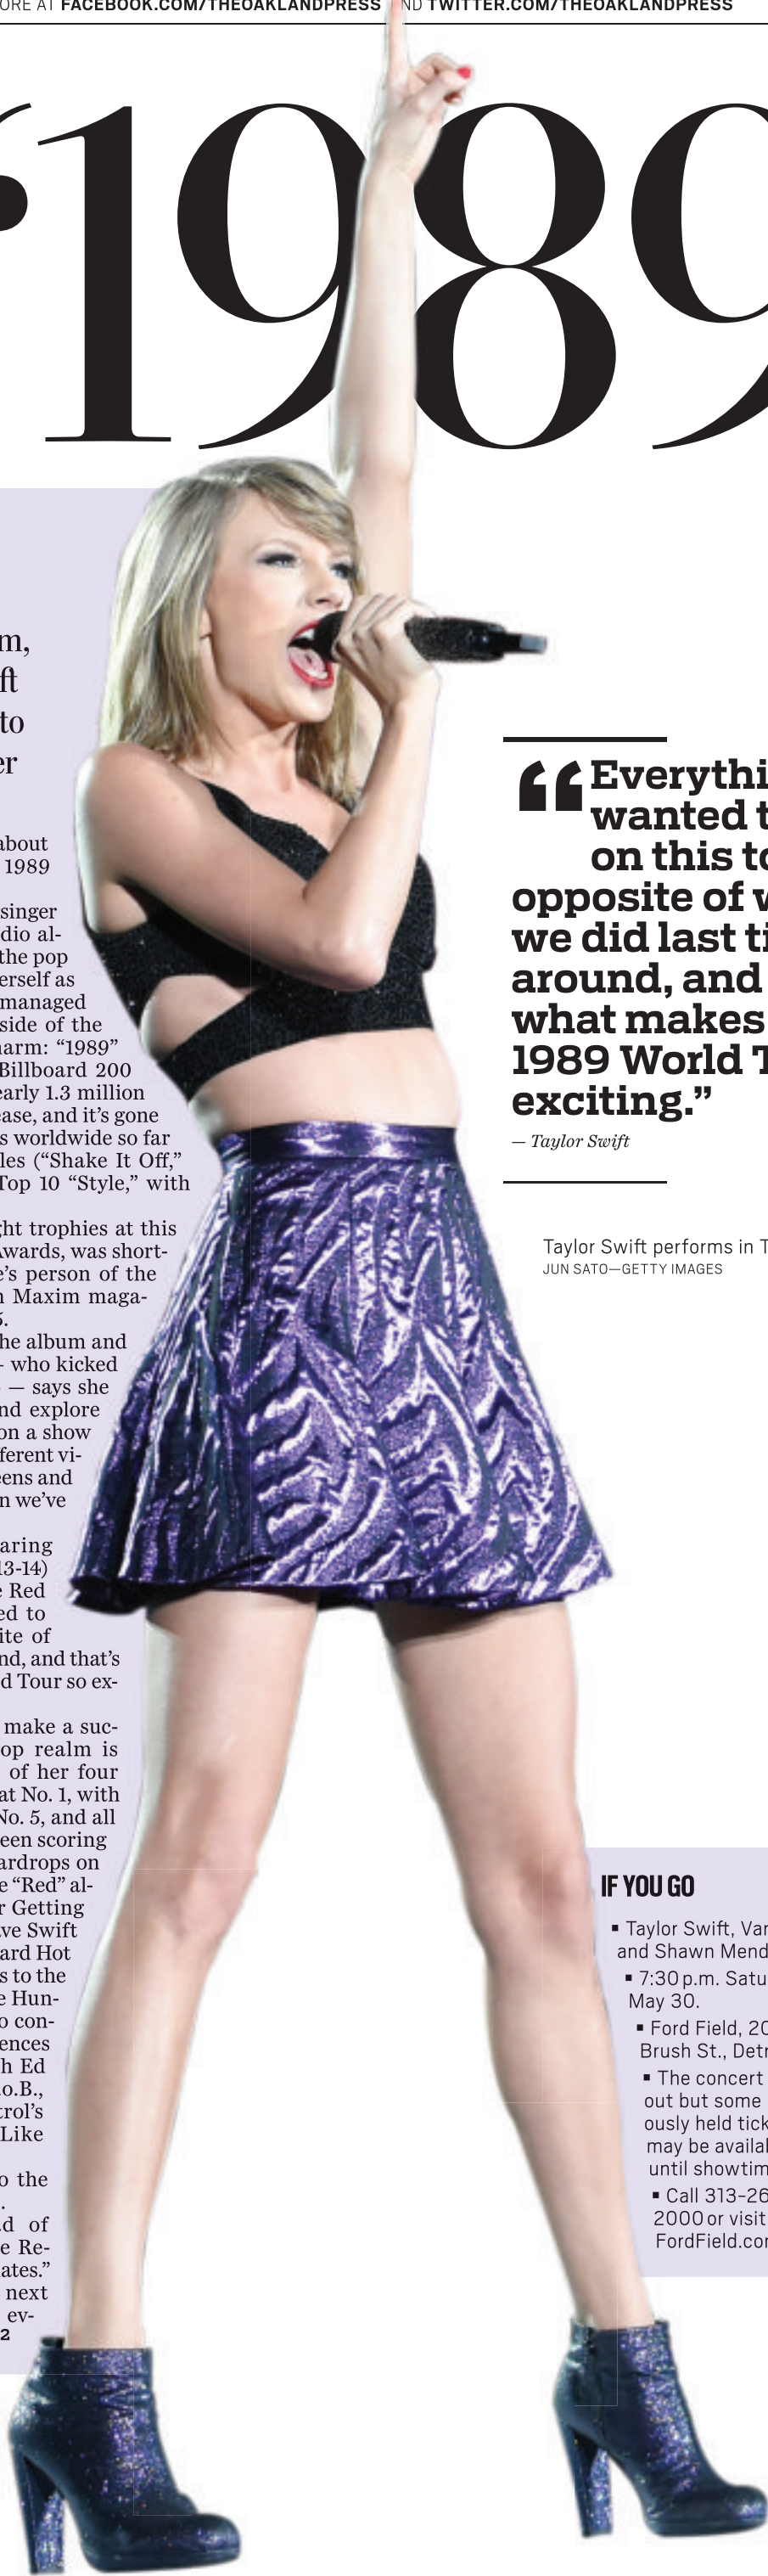 ORE AT FACEBOOK.COM/THEOAKLANDPRESS
ND TWITTER.COM/THEOAKLANDPRESS
‘1989
m,
ft
to
er
about
1989
singer
dio al-
the pop
erself as
managed
side of the
harm: “1989”
Billboard 200
early 1.3 million
ease, and it’s gone
s worldwide so far
les (“Shake It Off,”
Top 10 “Style,” with
ght trophies at this
Awards, was short-
e’s person of the
n Maxim maga-
5.
he album and
— who kicked
— says she
nd explore
on a show
fferent vi-
eens and
n we’ve
aring
13-14)
e Red
ed to
ite of
nd, and that’s
d Tour so ex-
make a suc-
op realm is
of her four
at No. 1, with
No. 5, and all
een scoring
ardrops on
e “Red” al-
r Getting
ave Swift
ard Hot
s to the
e Hun-
o con-
ences
h Ed
.o.B.,
trol’s
Like
o the
.
ad of
e Re-
ates.”
next
ev-
2
“Everythi
wanted t
on this to
opposite of w
we did last ti
around, and
what makes
1989 World T
exciting.”
— Taylor Swift
Taylor Swift performs in T
JUN SATO—GETTY IMAGES
IF YOU GO
▪ Taylor Swift, Van
and Shawn Mend
▪ 7:30 p.m. Satu
May 30.
▪ Ford Field, 20
Brush St., Detr
▪ The concert
out but some
ously held tick
may be availab
until showtim
▪ Call 313-26
2000 or visit
FordField.com